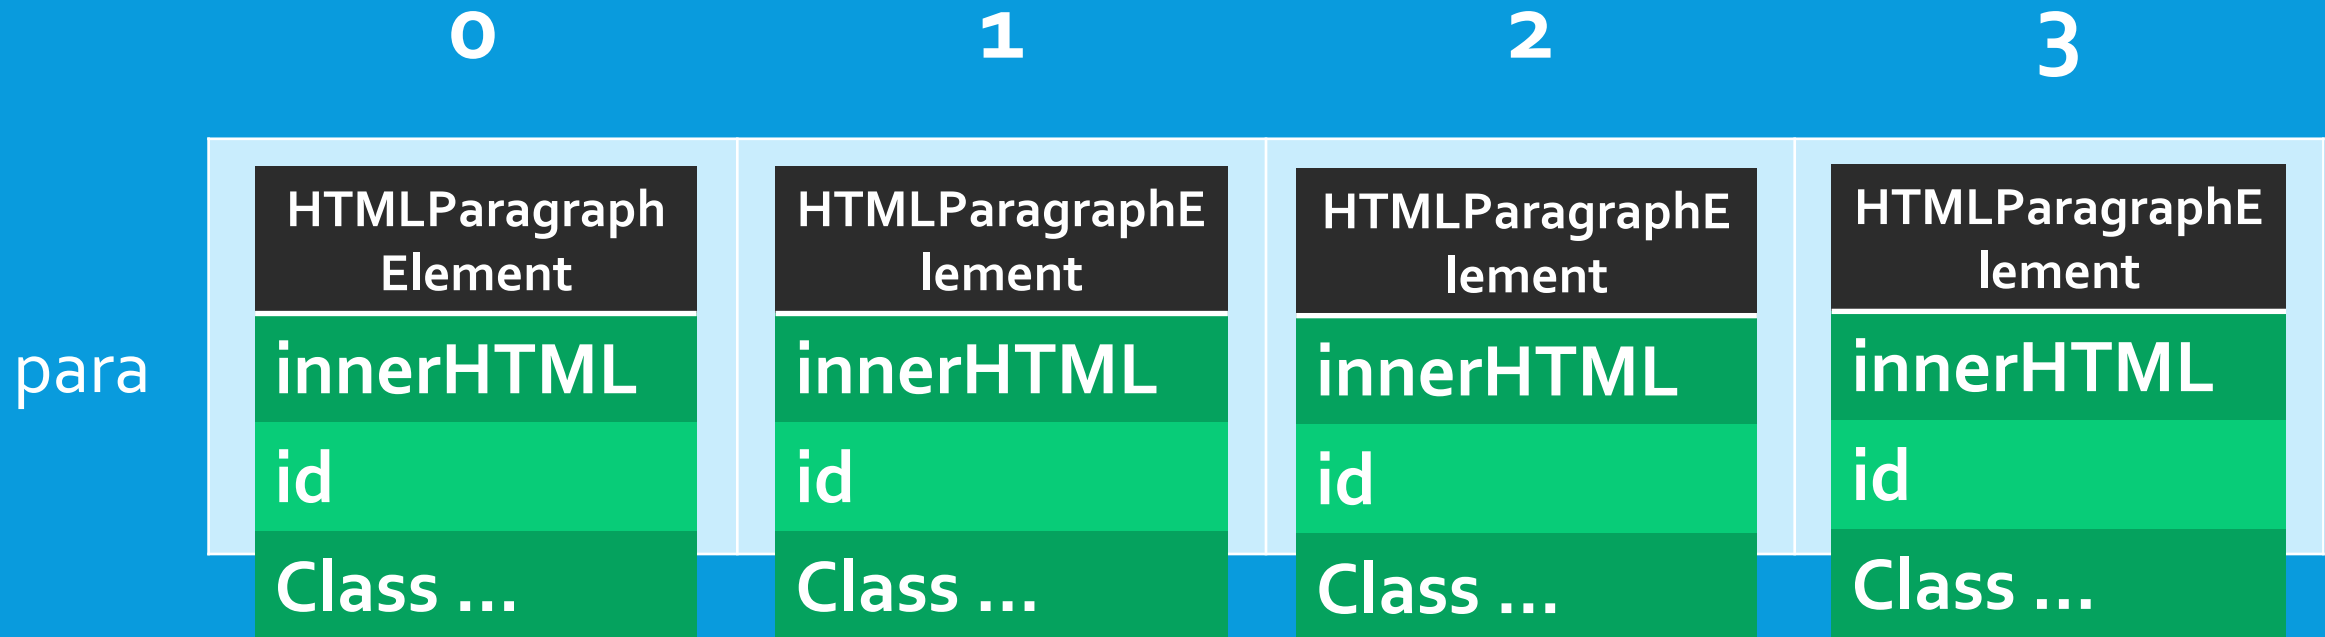 0 1 2 3
HTMLParagraph
Element
HTMLParagraphE
lement
HTMLParagraphE
lement
HTMLParagraphE
lement
para
innerHTML innerHTML innerHTML innerHTML
id id id id
Class ... Class ... Class ... Class ...